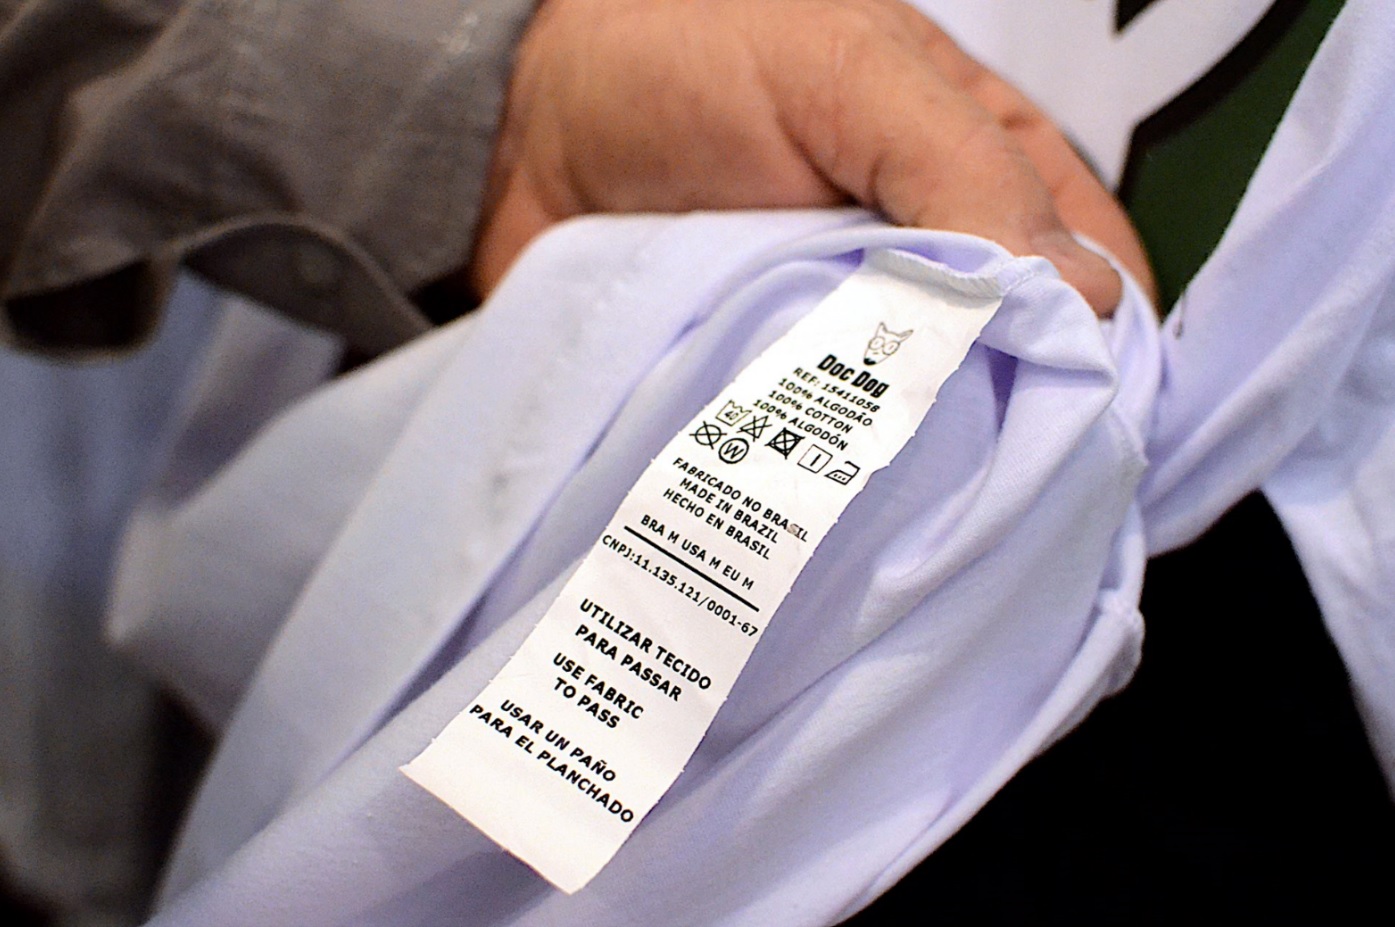 Doc Dog
REF: 15411058
100% ALGODÃO
100% COTTON
100% ALGODÓN
40
W
FABRICADO NO BRASIL
MADE IN BRAZIL
HECHO EN BRASIL
BRA M USA M EU M
CNPJ:11.135.121/0001-67
UTILIZAR TECIDO
PARA PASSAR
USE FABRIC
TO PASS
USAR UN PAÑO
PARA EL PLANCHADO